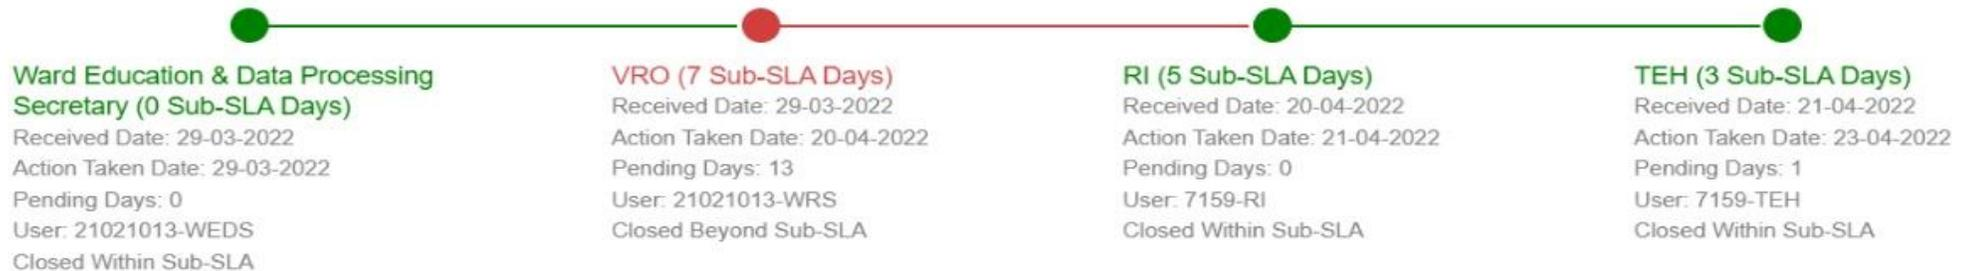 Ward Education & Data Processing
Secretary (0 Sub-SLA Days)
Received Date: 29-03-2022
Action Taken Date: 29-03-2022
Pending Days: 0
User: 21021013-WEDS
Closed Within Sub-SLA
VRO (7 Sub-SLA Days)
Received Date: 29-03-2022
Action Taken Date: 20-04-2022
Pending Days: 13
User: 21021013-WRS
Closed Beyond Sub-SLA
RI (5 Sub-SLA Days)
Received Date: 20-04-2022
Action Taken Date: 21-04-2022
Pending Days: 0
User: 7159-RI
Closed Within Sub-SLA
TEH (3 Sub-SLA Days)
Received Date: 21-04-2022
Action Taken Date: 23-04-2022
Pending Days: 1
User: 7159-TEH
Closed Within Sub-SLA